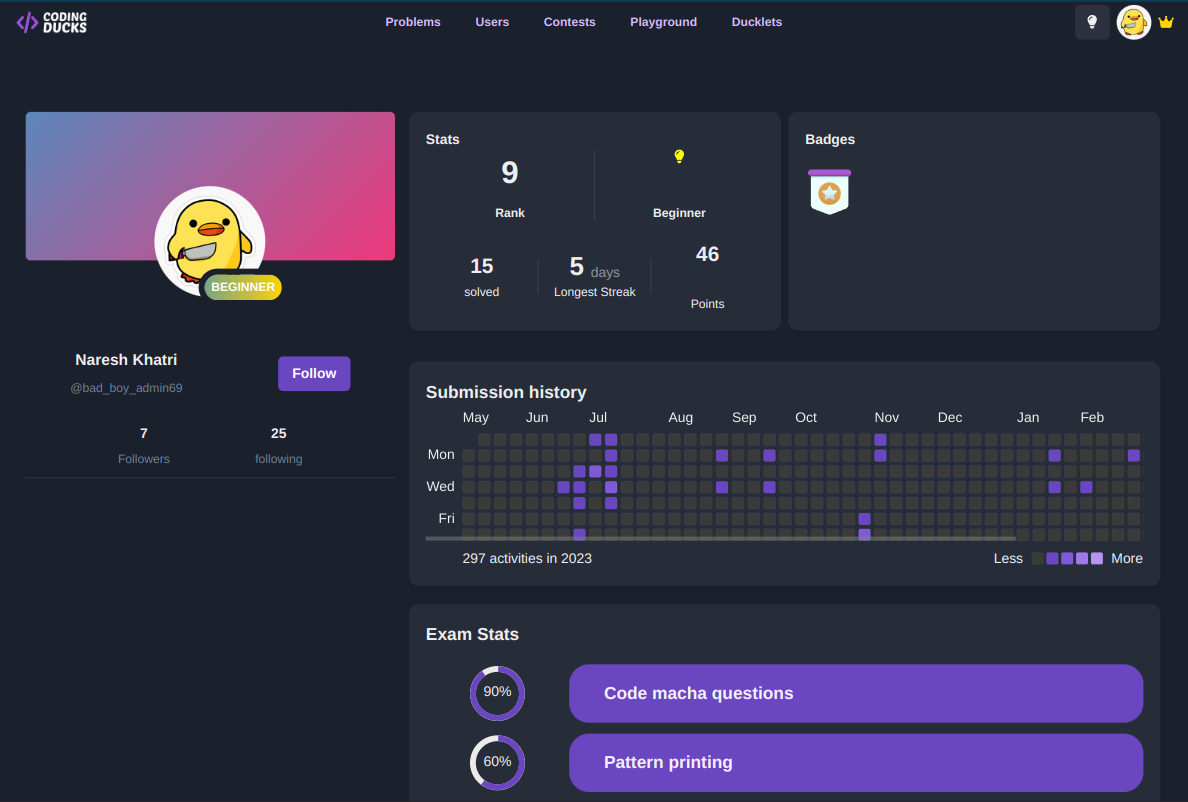 CODING
DUCKS
Problems Users Contests Playground Ducklets
BEGINNER
Naresh Khatri
@bad_boy_admin69
Follow
7 25
Followers following
Stats
9
Rank Beginner
15 5 days 46
solved Longest Streak Points
Badges
Submission history
May Jun Jul Aug Sep Oct Nov Dec Jan Feb
Mon
Wed
Fri
297 activities in 2023 Less More
Exam Stats
90% Code macha questions
60% Pattern printing